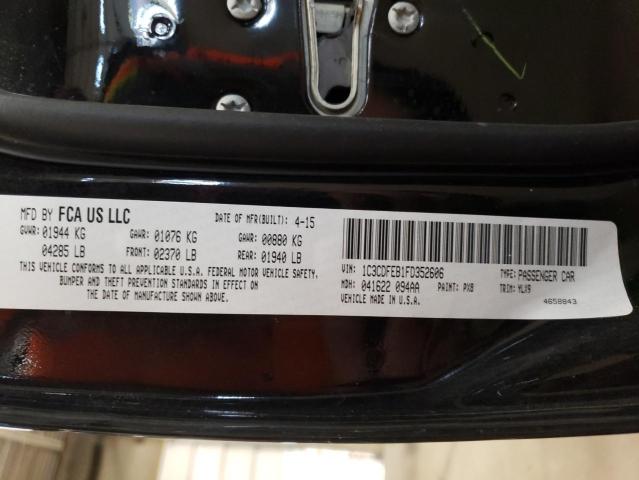 MFD BY FCA US LLC DATE OF MFR(BUILT): 4-15
GVWR: 01944 KG GAWR: 01076 KG GAWR: 00880 KG
04285 LB FRONT: 02370 LB REAR: 01940 LB
THIS VEHICLE CONFORMS TO ALL APPLICABLE U.S.A. FEDERAL MOTOR VEHICLE SAFETY,
BUMPER AND THEFT PREVENTION STANDARDS IN EFFECT ON
THE DATE OF MANUFACTURE SHOWN ABOVE.
VIN: 1C3CDFEB1FD352606 TYPE: PASSENGER CAR
MDH: 041622 094AA PAINT: PX8 TRIM: YLX9
VEHICLE MADE IN U.S.A. 4658843